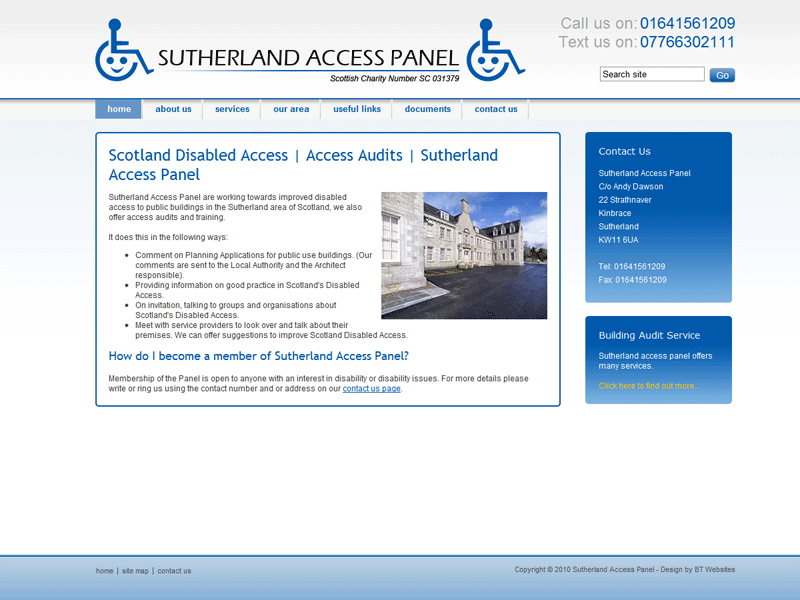 Call us on: 01641561209
Text us on: 07766302111
SUTHERLAND ACCESS PANEL
Scottish Charity Number SC 031379
Search site Go
home about us services our area useful links documents contact us
Scotland Disabled Access | Access Audits | Sutherland
Access Panel
Sutherland Access Panel are working towards improved disabled
access to public buildings in the Sutherland area of Scotland, we also
offer access audits and training.
It does this in the following ways:
• Comment on Planning Applications for public use buildings. (Our
comments are sent to the Local Authority and the Architect
responsible).
• Providing information on good practice in Scotland's Disabled
Access.
• On invitation, talking to groups and organisations about
Scotland's Disabled Access.
• Meet with service providers to look over and talk about their
premises. We can offer suggestions to improve Scotland Disabled Access.
How do I become a member of Sutherland Access Panel?
Membership of the Panel is open to anyone with an interest in disability or disability issues. For more details please
write or ring us using the contact number and or address on our contact us page.
Contact Us
Sutherland Access Panel
C/o Andy Dawson
22 Strathnaver
Kinbrace
Sutherland
KW11 6UA
Tel: 01641561209
Fax: 01641561209
Building Audit Service
Sutherland access panel offers
many services.
Click here to find out more...
home | site map | contact us
Copyright © 2010 Sutherland Access Panel - Design by BT Websites